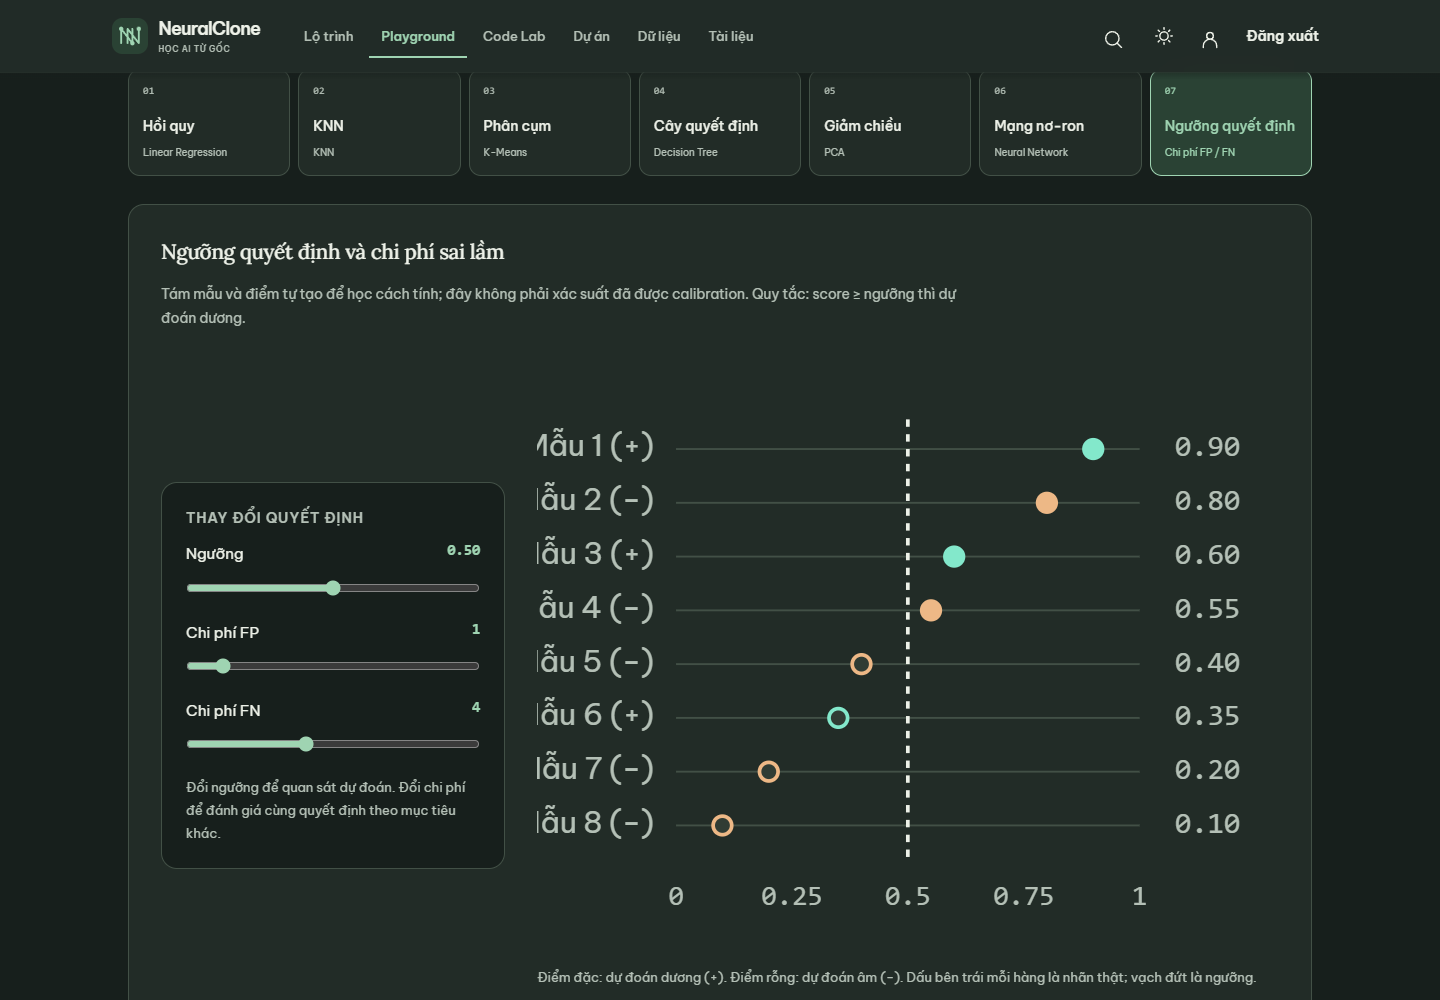 NeuralClone
HỌC AI TỪ GỐC
Lộ trình
Playground
Code Lab
Dự án
Dữ liệu
Tài liệu
Đăng xuất
01
Hồi quy
Linear Regression
02
KNN
KNN
03
Phân cụm
K-Means
04
Cây quyết định
Decision Tree
05
Giảm chiều
PCA
06
Mạng nơ-ron
Neural Network
07
Ngưỡng quyết định
Chi phí FP / FN
Ngưỡng quyết định và chi phí sai lầm
Tám mẫu và điểm tự tạo để học cách tính; đây không phải xác suất đã được calibration. Quy tắc: score ≥ ngưỡng thì dự
đoán dương.
THAY ĐỔI QUYẾT ĐỊNH
Ngưỡng 0.50
Chi phí FP 1
Chi phí FN 4
Đổi ngưỡng để quan sát dự đoán. Đổi chi phí
để đánh giá cùng quyết định theo mục tiêu
khác.
Mẫu 1 (+) 0.90
ẫu 2 (−) 0.80
ẫu 3 (+) 0.60
ẫu 4 (−) 0.55
ẫu 5 (−) 0.40
ẫu 6 (+) 0.35
ẫu 7 (−) 0.20
ẫu 8 (−) 0.10
0 0.25 0.5 0.75 1
Điểm đặc: dự đoán dương (+). Điểm rỗng: dự đoán âm (−). Dấu bên trái mỗi hàng là nhãn thật; vạch đứt là ngưỡng.